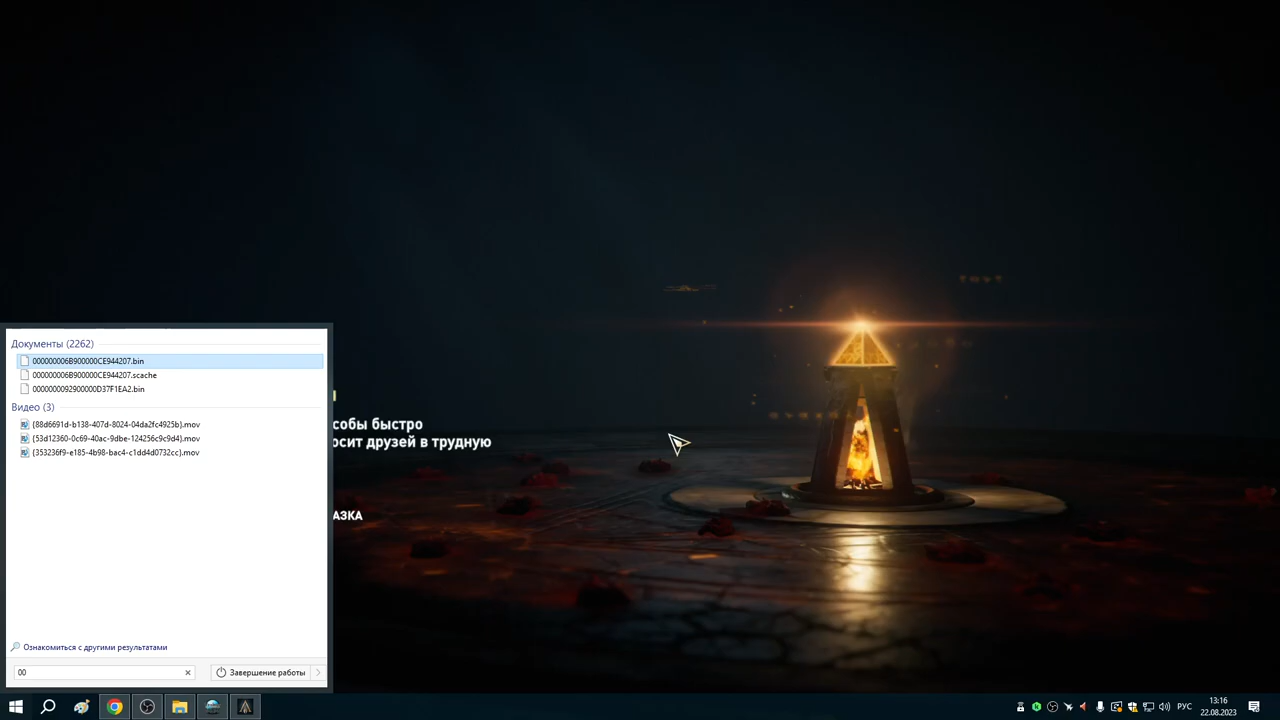 Документы (2262)
000000006B900000CE944207.bin
000000006B900000CE944207.scache
0000000092900000D37F1EA2.bin
Видео (3)
{88d6691d-b138-407d-8024-04da2fc4925b}.mov
{53d12360-0c69-40ac-9dbe-124256c9c9d4}.mov
{353236f9-e185-4b98-bac4-c1dd4d0732cc}.mov
собы быстро
осит друзей в трудную
АЗКА
Ознакомиться с другими результатами
00
Завершение работы
РУС
13:16
22.08.2023